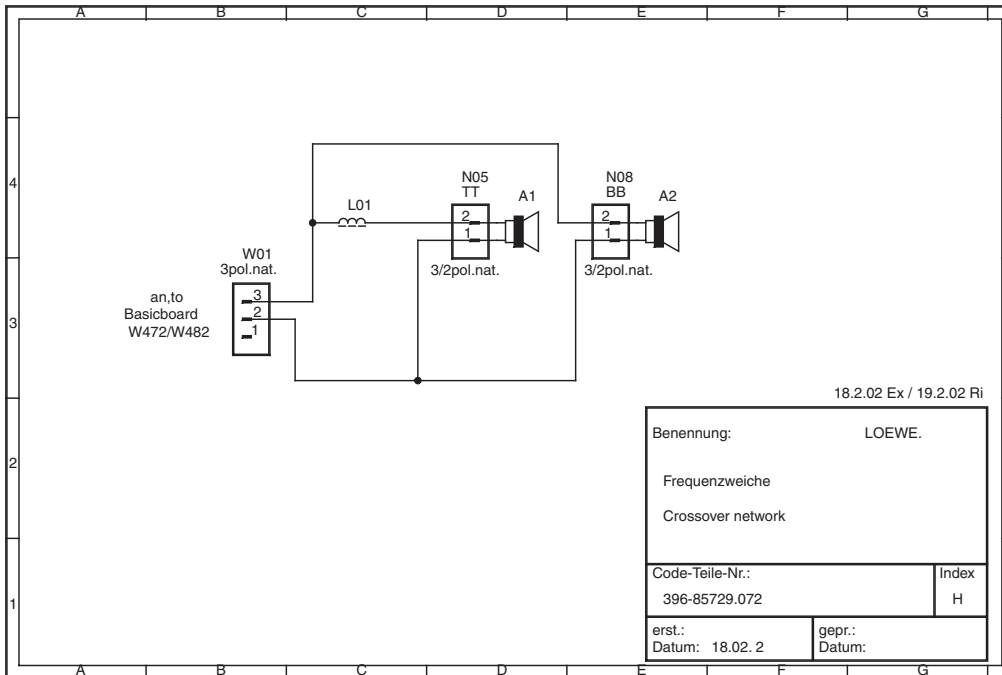 A B C D E F G
4
3
2
1
N05
TT
A1
N08
BB
A2
L01
2
1
2
1
3/2pol.nat.
3/2pol.nat.
W01
3pol.nat.
3
2
1
an,to
Basicboard
W472/W482
18.2.02 Ex / 19.2.02 Ri
Benennung: LOEWE.
Frequenzweiche
Crossover network
Code-Teile-Nr.: Index
396-85729.072 H
erst.: gepr.:
Datum: 18.02. 2 Datum:
A B C D E F G